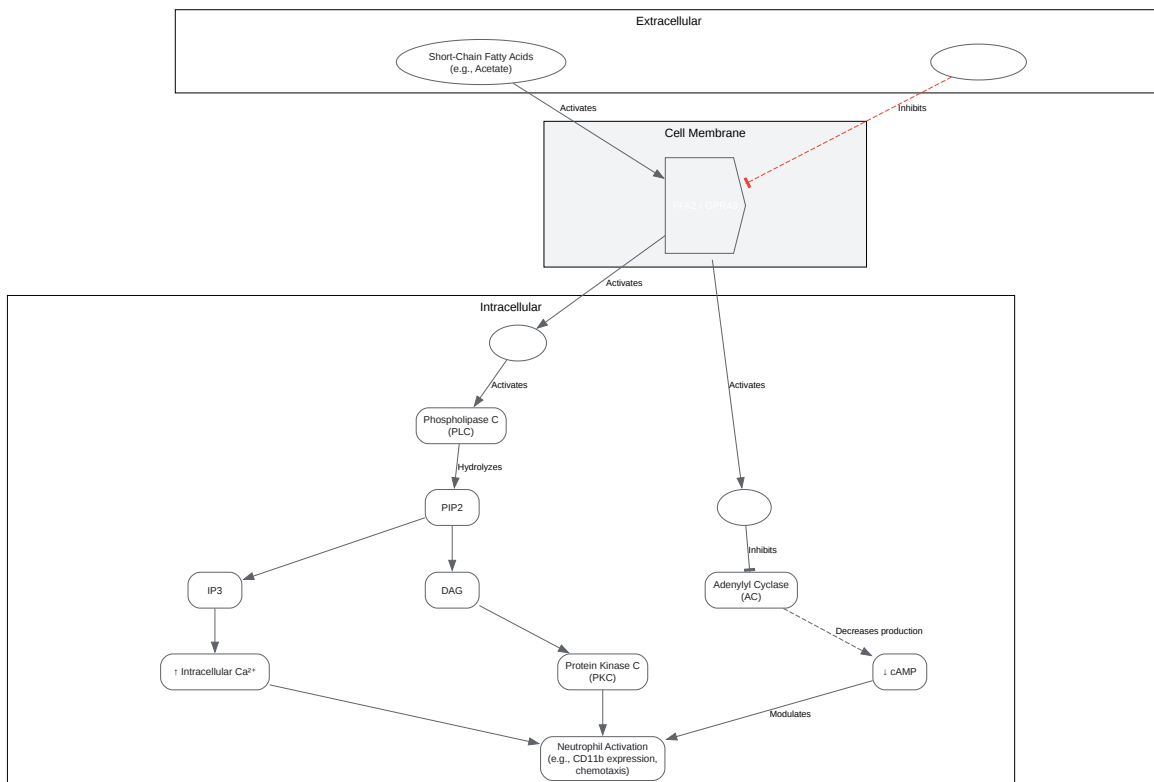 Extracellular
Short-Chain Fatty Acids
(e.g., Acetate)
Activates
Inhibits
Cell Membrane
FFA2 / GPR43
Activates
Intracellular
Activates
Activates
Phospholipase C
(PLC)
Hydrolyzes
PIP2
Inhibits
IP3
DAG
Adenylyl Cyclase
(AC)
Decreases production
↑ Intracellular Ca²⁺
Protein Kinase C
(PKC)
↓ cAMP
Modulates
Neutrophil Activation
(e.g., CD11b expression,
chemotaxis)